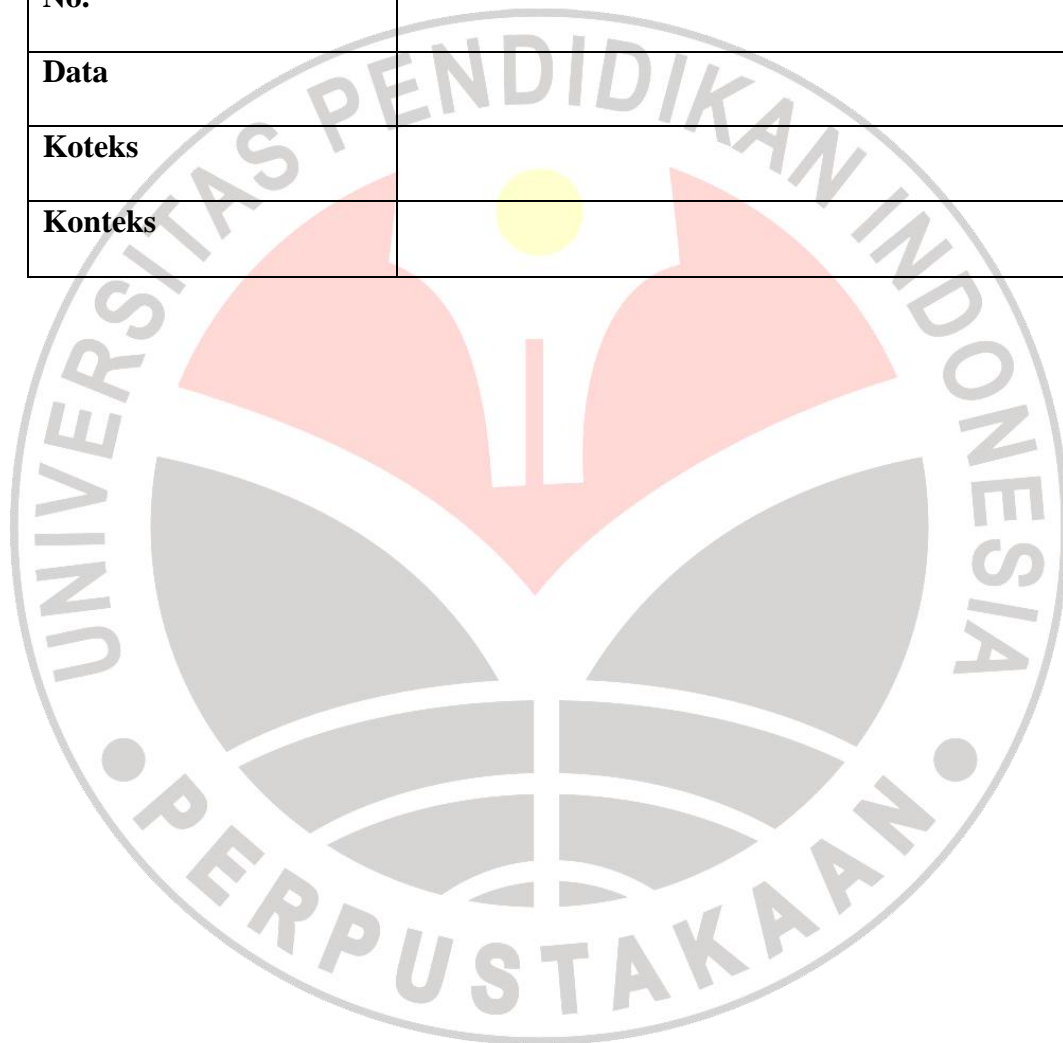 No.
Data
Koteks
Konteks
UNIVERSITAS PENDIDIKAN INDONESIA
PERPUSTAKAAN